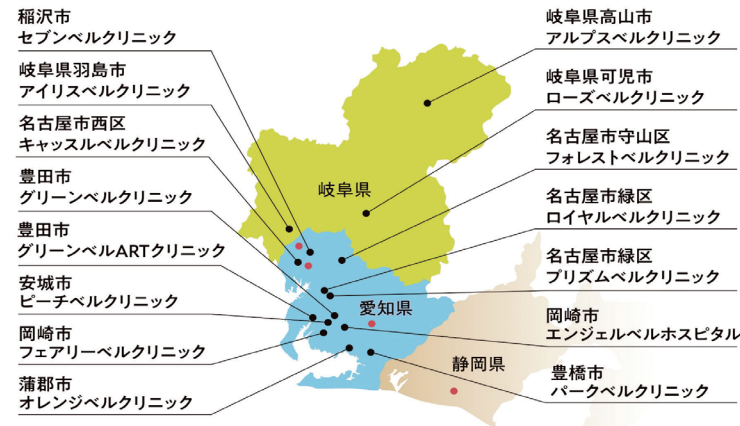 稲沢市
セブンベルクリニック
岐阜県羽島市
アイリスベルクリニック
名古屋市西区
キャッスルベルクリニック
豊田市
グリーンベルクリニック
豊田市
グリーンベルARTクリニック
安城市
ピーチベルクリニック
岡崎市
フェアリーベルクリニック
蒲郡市
オレンジベルクリニック
岐阜県
愛知県
静岡県
岐阜県高山市
アルプスベルクリニック
岐阜県可児市
ローズベルクリニック
名古屋市守山区
フォレストベルクリニック
名古屋市緑区
ロイヤルベルクリニック
名古屋市緑区
プリズムベルクリニック
岡崎市
エンジェルベルホスピタル
豊橋市
パークベルクリニック